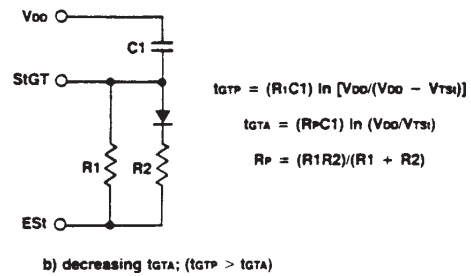 VDD
C1
StGT
tGTP = (R1C1) ln [VDD/(VDD – VTSt)]
tGTA = (RPC1) ln (VDD/VTSt)
R1
R2
RP = (R1R2)/(R1 + R2)
ESt
b) decreasing tGTA; (tGTP > tGTA)